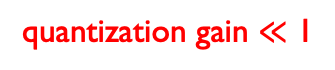 quantization gain ≪ 1